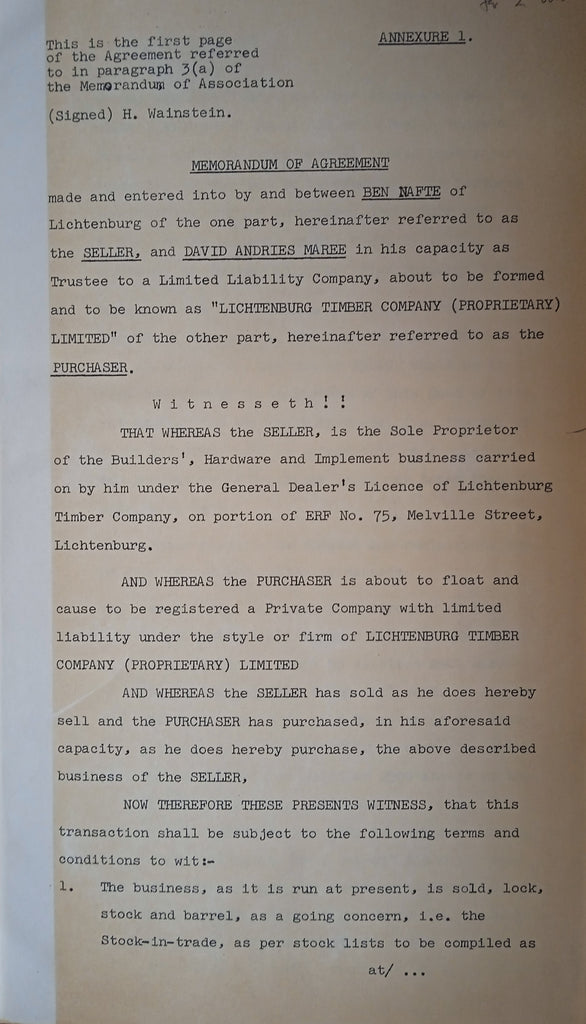 This is the first page
of the Agreement referred
to in paragraph 3(a) of
the Memorandum of Association
(Signed) H. Wainstein.
ANNEXURE 1.
MEMORANDUM OF AGREEMENT
made and entered into by and between BEN NAFTE of
Lichtenburg of the one part, hereinafter referred to as
the SELLER, and DAVID ANDRIES MAREE in his capacity as
Trustee to a Limited Liability Company, about to be formed
and to be known as "LICHTENBURG TIMBER COMPANY (PROPRIETARY)
LIMITED" of the other part, hereinafter referred to as the
PURCHASER.
W i t n e s s e t h ! !
THAT WHEREAS the SELLER, is the Sole Proprietor
of the Builders', Hardware and Implement business carried
on by him under the General Dealer's Licence of Lichtenburg
Timber Company, on portion of ERF No. 75, Melville Street,
Lichtenburg.
AND WHEREAS the PURCHASER is about to float and
cause to be registered a Private Company with limited
liability under the style or firm of LICHTENBURG TIMBER
COMPANY (PROPRIETARY) LIMITED
AND WHEREAS the SELLER has sold as he does hereby
sell and the PURCHASER has purchased, in his aforesaid
capacity, as he does hereby purchase, the above described
business of the SELLER,
NOW THEREFORE THESE PRESENTS WITNESS, that this
transaction shall be subject to the following terms and
conditions to wit:-
1. The business, as it is run at present, is sold, lock,
stock and barrel, as a going concern, i.e. the
Stock-in-trade, as per stock lists to be compiled as
at/ ...